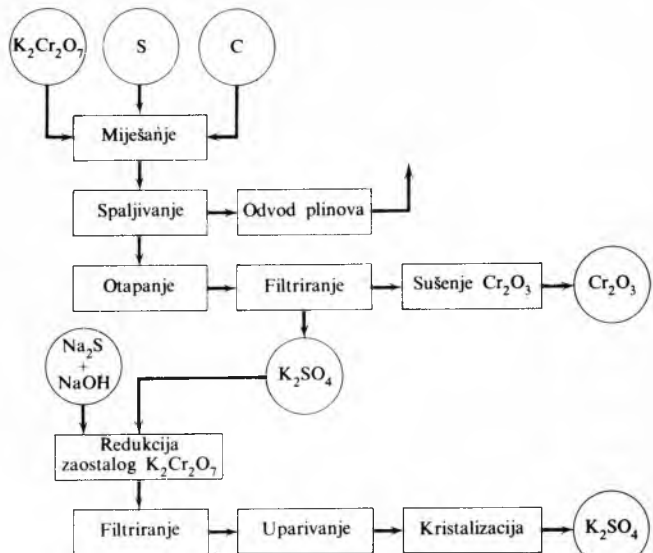 K₂Cr₂O₇
S
C
Miješanje
Spaljivanje
Odvod plinova
Otapanje
Filtriranje
Sušenje Cr₂O₃
Cr₂O₃
Na₂S
+
NaOH
K₂SO₄
Redukcija
zaostalog K₂Cr₂O₇
Filtriranje
Uparivanje
Kristalizacija
K₂SO₄